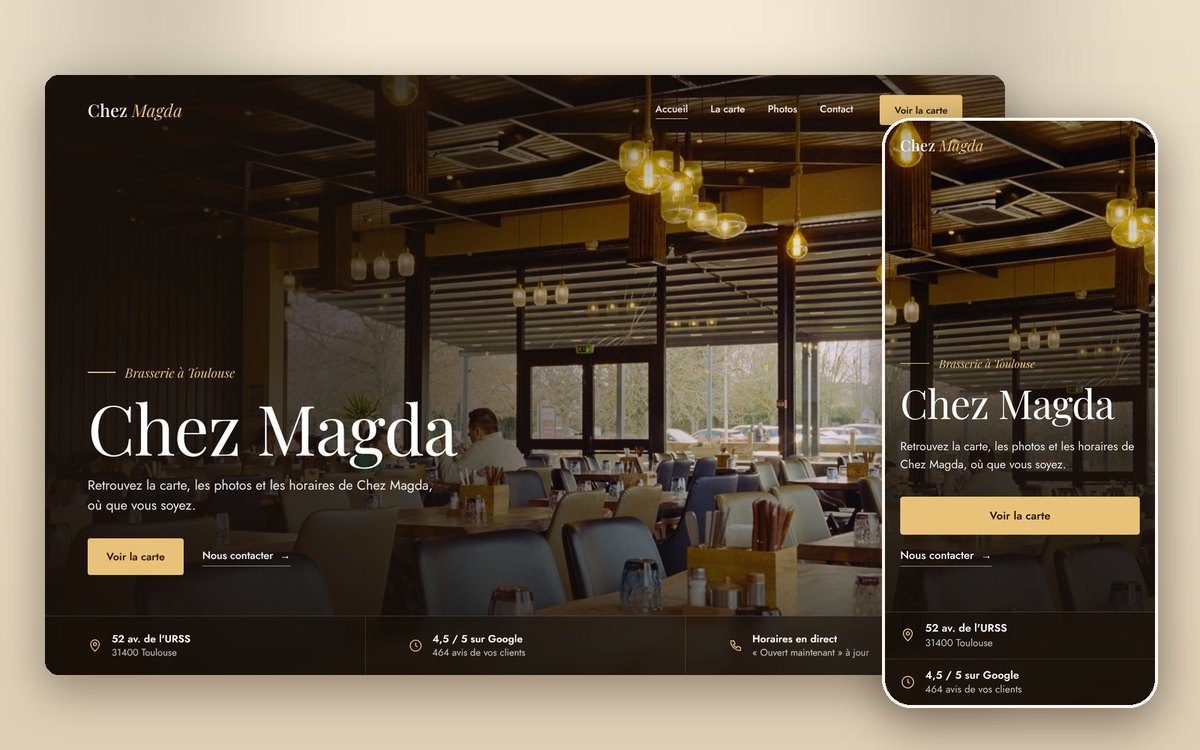 Chez Magda
Accueil
La carte
Photos
Contact
Voir la carte
Brasserie à Toulouse
Chez Magda
Retrouvez la carte, les photos et les horaires de Chez Magda,
où que vous soyez.
Voir la carte
Nous contacter →
52 av. de l'URSS
31400 Toulouse
4,5 / 5 sur Google
464 avis de vos clients
Horaires en direct
« Ouvert maintenant » à jour
Chez Magda
Brasserie à Toulouse
Chez Magda
Retrouvez la carte, les photos et les horaires de
Chez Magda, où que vous soyez.
Voir la carte
Nous contacter →
52 av. de l'URSS
31400 Toulouse
4,5 / 5 sur Google
464 avis de vos clients